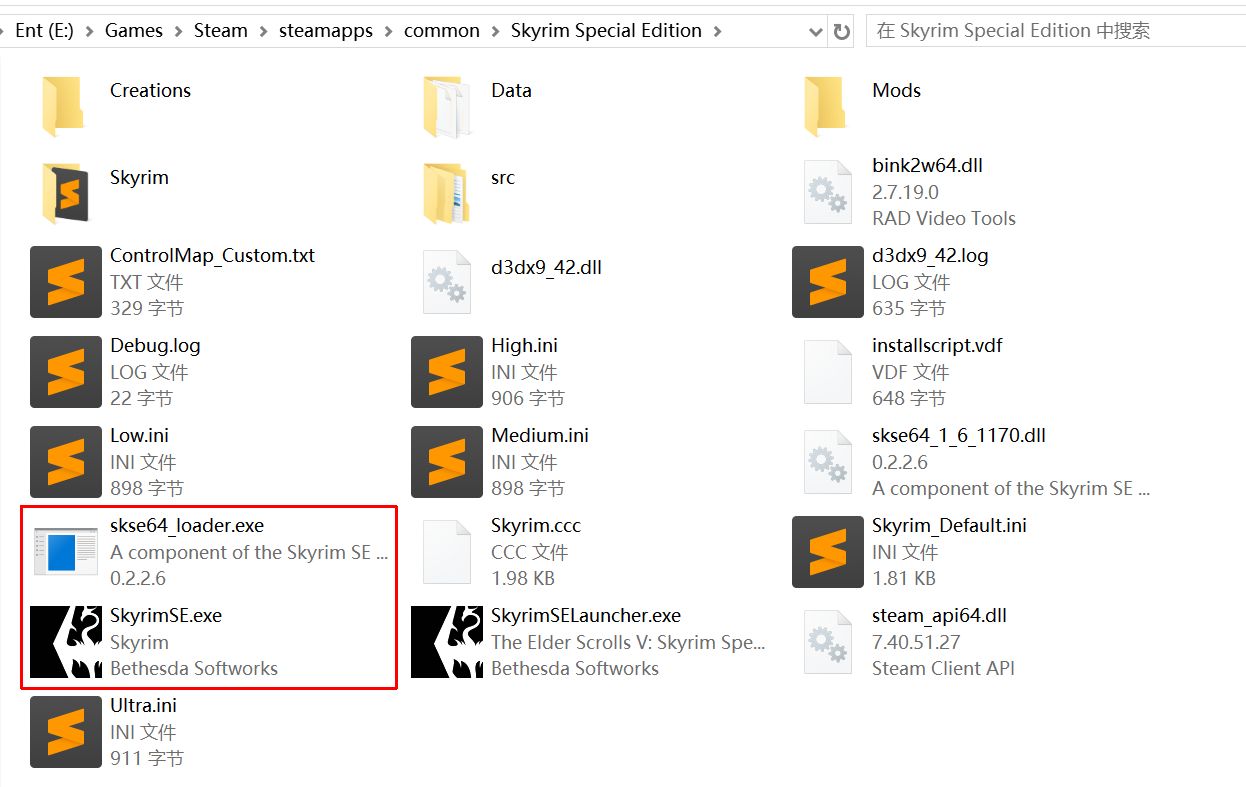 Ent (E:) > Games > Steam > steamapps > common > Skyrim Special Edition >
在 Skyrim Special Edition 中搜索
Creations
Data
Mods
Skyrim
src
bink2w64.dll
2.7.19.0
RAD Video Tools
ControlMap_Custom.txt
TXT 文件
329 字节
d3dx9_42.dll
d3dx9_42.log
LOG 文件
635 字节
Debug.log
LOG 文件
22 字节
High.ini
INI 文件
906 字节
installscript.vdf
VDF 文件
648 字节
Low.ini
INI 文件
898 字节
Medium.ini
INI 文件
898 字节
skse64_1_6_1170.dll
0.2.2.6
A component of the Skyrim SE ...
skse64_loader.exe
A component of the Skyrim SE ...
0.2.2.6
Skyrim.ccc
CCC 文件
1.98 KB
Skyrim_Default.ini
INI 文件
1.81 KB
SkyrimSE.exe
Skyrim
Bethesda Softworks
SkyrimSELauncher.exe
The Elder Scrolls V: Skyrim Spe...
Bethesda Softworks
steam_api64.dll
7.40.51.27
Steam Client API
Ultra.ini
INI 文件
911 字节